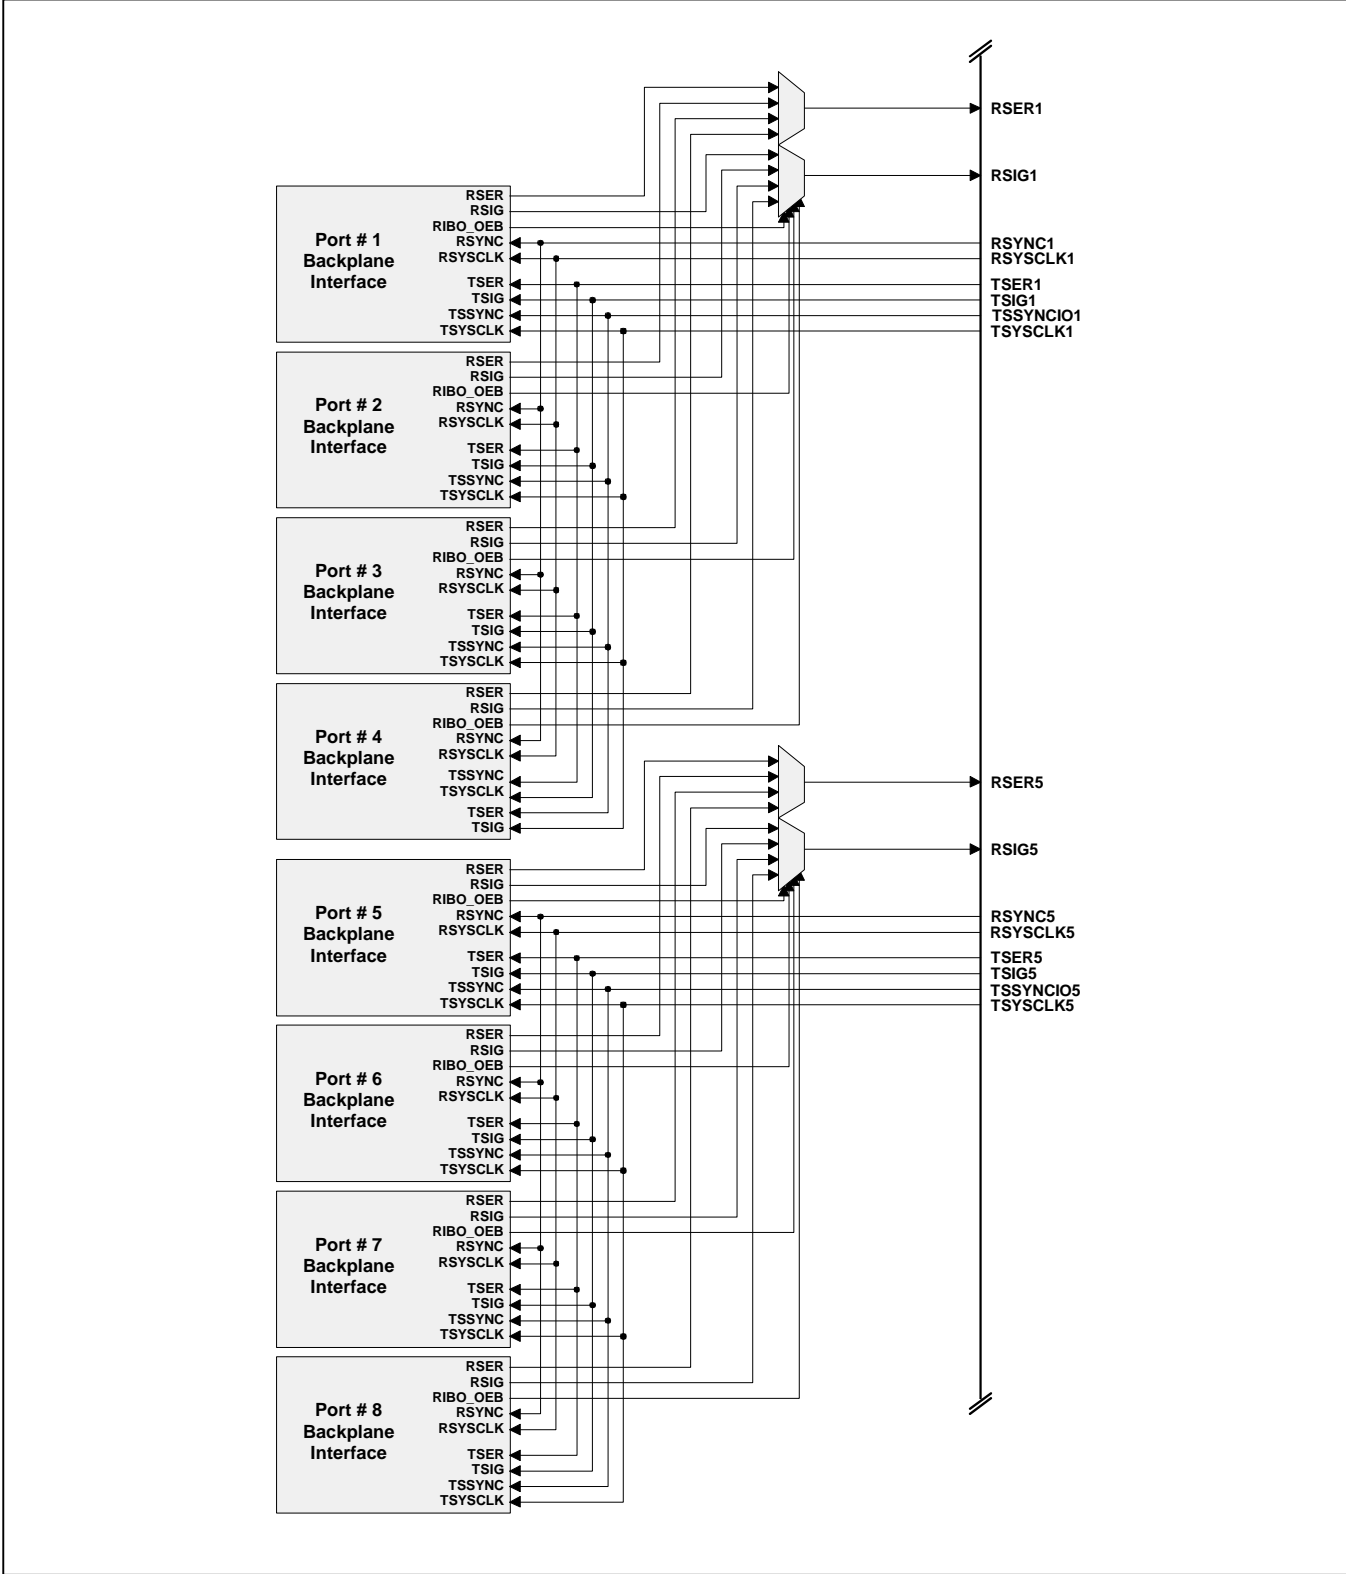 RSER1
RSIG1
Port # 1
Backplane
Interface
RSER
RSIG
RIBO_OEB
RSYNC
RSYSCLK
TSER
TSIG
TSSYNC
TSYSCLK
RSYNC1
RSYSCLK1
TSER1
TSIG1
TSSYNCIO1
TSYSCLK1
Port # 2
Backplane
Interface
RSER
RSIG
RIBO_OEB
RSYNC
RSYSCLK
TSER
TSIG
TSSYNC
TSYSCLK
Port # 3
Backplane
Interface
RSER
RSIG
RIBO_OEB
RSYNC
RSYSCLK
TSER
TSIG
TSSYNC
TSYSCLK
Port # 4
Backplane
Interface
RSER
RSIG
RIBO_OEB
RSYNC
RSYSCLK
TSSYNC
TSYSCLK
TSER
TSIG
RSER5
RSIG5
Port # 5
Backplane
Interface
RSER
RSIG
RIBO_OEB
RSYNC
RSYSCLK
TSER
TSIG
TSSYNC
TSYSCLK
RSYNC5
RSYSCLK5
TSER5
TSIG5
TSSYNCIO5
TSYSCLK5
Port # 6
Backplane
Interface
RSER
RSIG
RIBO_OEB
RSYNC
RSYSCLK
TSER
TSIG
TSSYNC
TSYSCLK
Port # 7
Backplane
Interface
RSER
RSIG
RIBO_OEB
RSYNC
RSYSCLK
TSER
TSIG
TSSYNC
TSYSCLK
Port # 8
Backplane
Interface
RSER
RSIG
RIBO_OEB
RSYNC
RSYSCLK
TSER
TSIG
TSSYNC
TSYSCLK